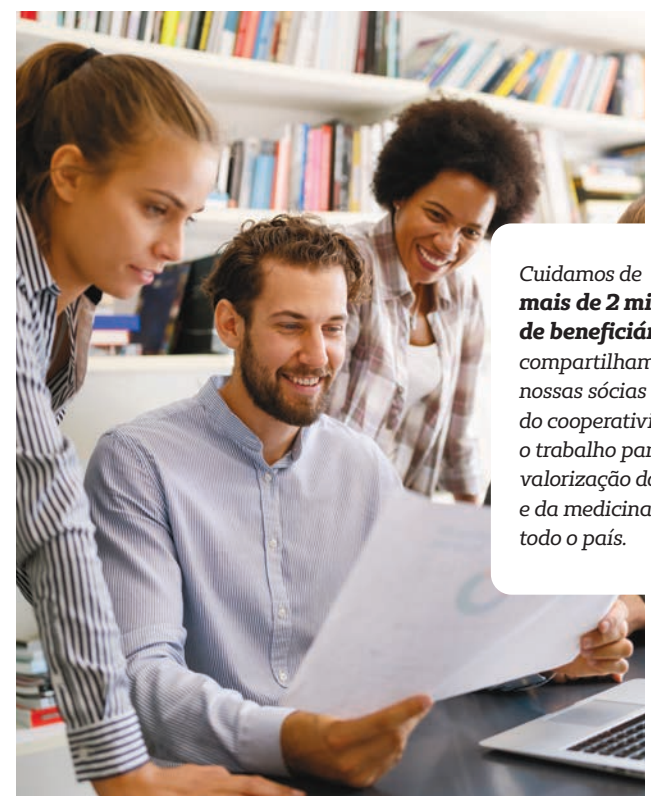 Cuidamos de
mais de 2 mi
de beneficiár
compartilham
nossas sócias
do cooperativi
o trabalho par
valorização do
e da medicina
todo o país.